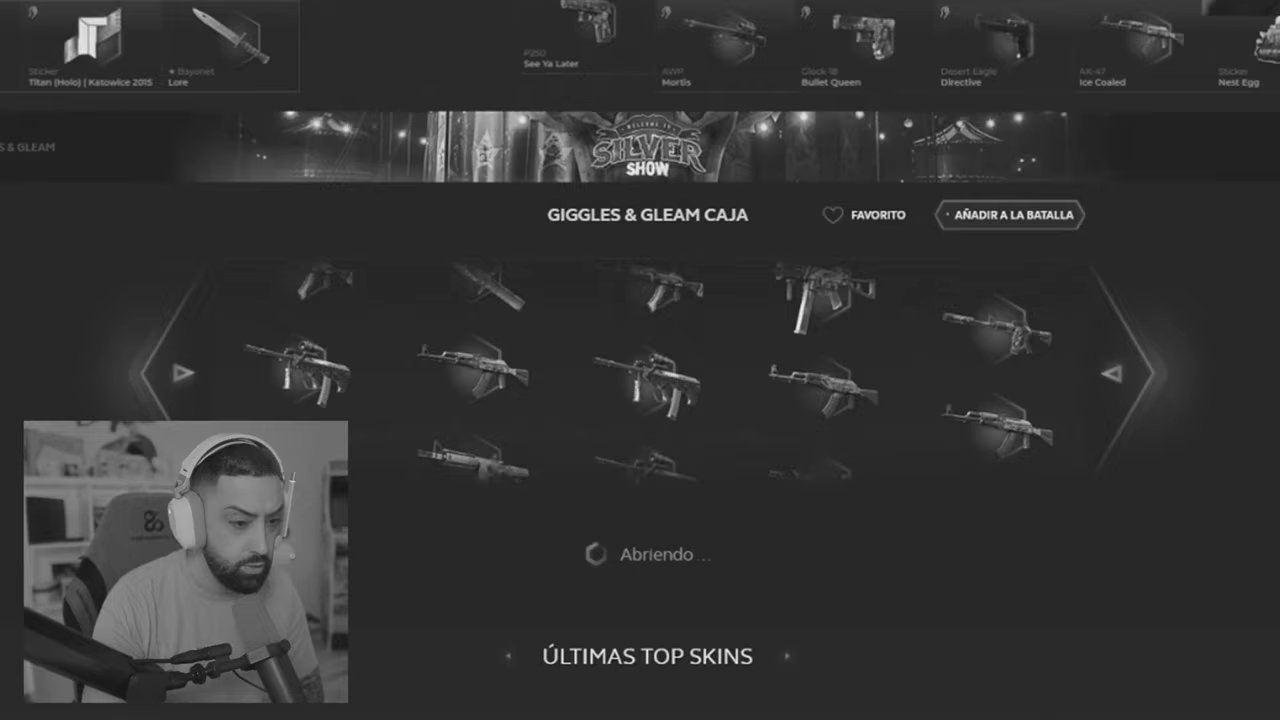 Sticker
Titan (Holo) | Katowice 2015
★ Bayonet
Lore
P250
See Ya Later
AWP
Mortis
Glock-18
Bullet Queen
Desert Eagle
Directive
AK-47
Ice Coaled
Sticker
Nest Egg
S & GLEAM
WELCOME TO
SILVER
SHOW
GIGGLES & GLEAM CAJA
FAVORITO
AÑADIR A LA BATALLA
Abriendo ...
ÚLTIMAS TOP SKINS